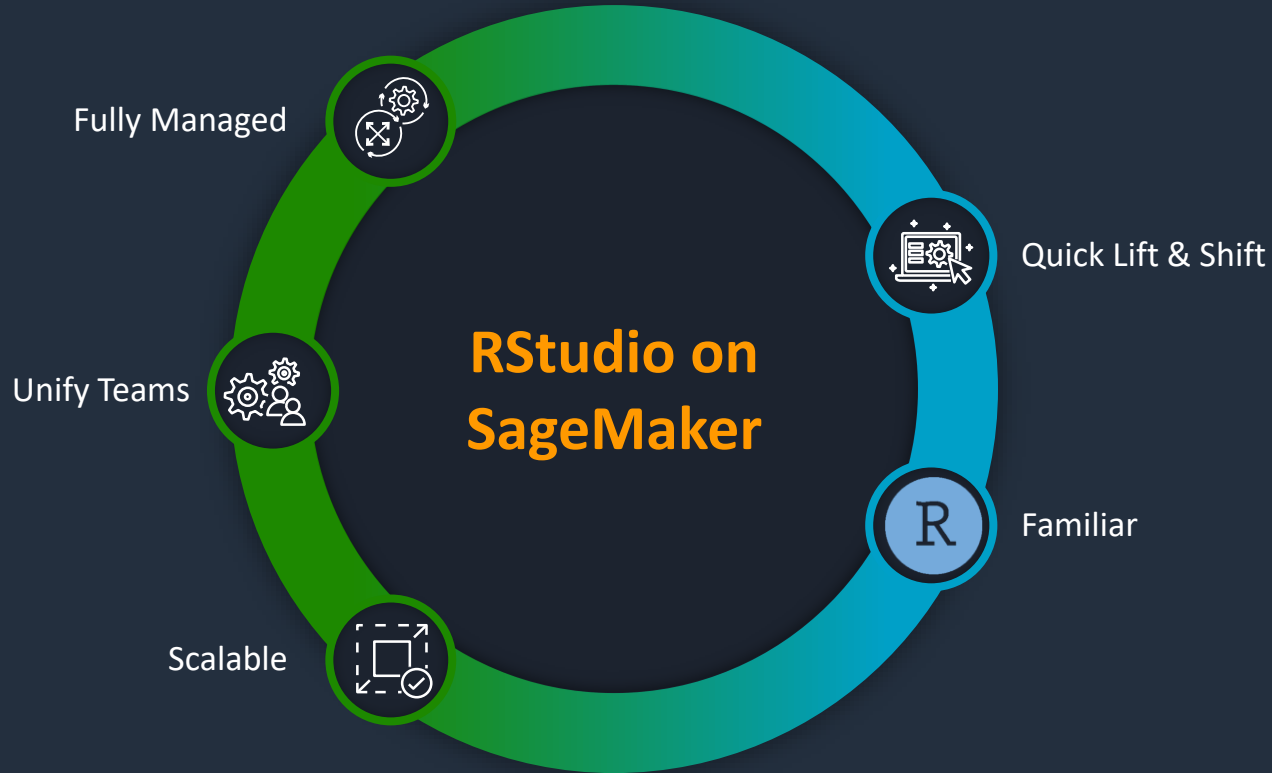 Fully Managed
Quick Lift & Shift
RStudio on
SageMaker
Unify Teams
R
Familiar
Scalable